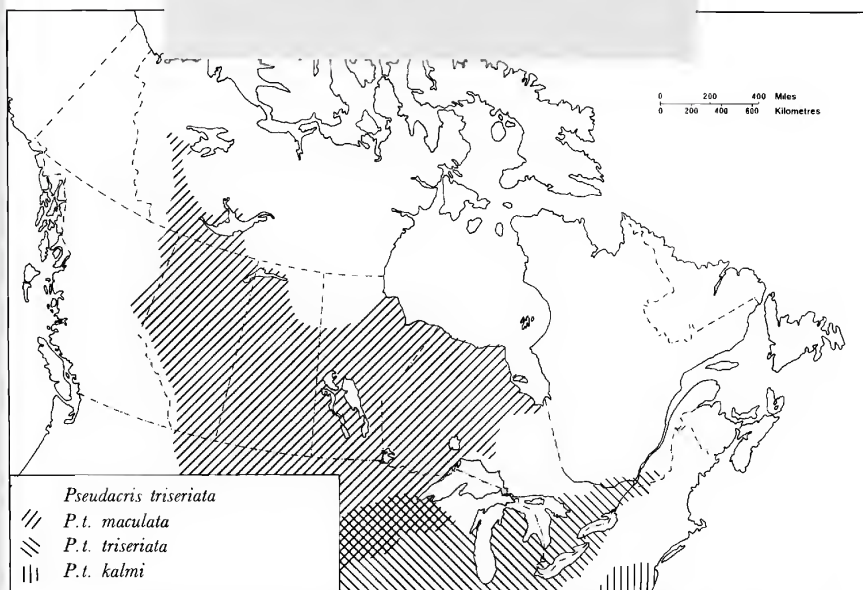 0 200 400 Miles
0 200 400 600 Kilometres
Pseudacris triseriata
P.t. maculata
P.t. triseriata
P.t. kalmi